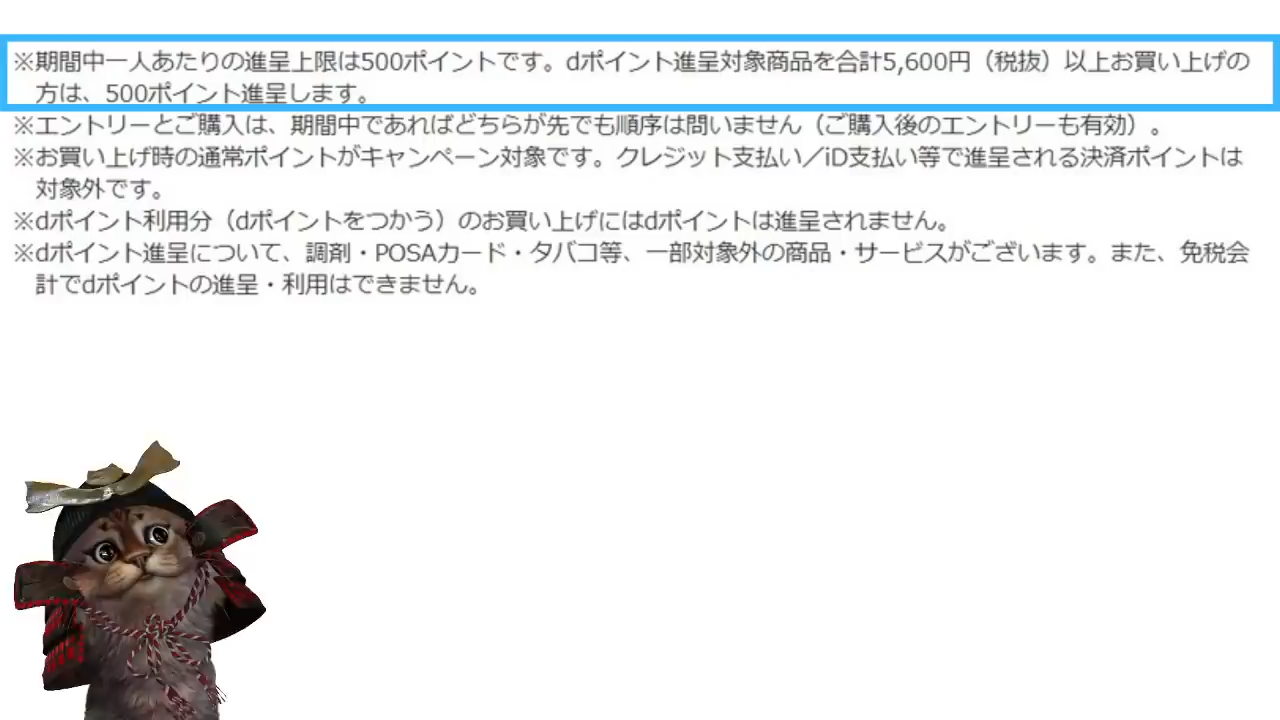 ※期間中一人あたりの進呈上限は500ポイントです。dポイント進呈対象商品を合計5,600円（税抜）以上お買い上げの
方は、500ポイント進呈します。
※エントリーとご購入は、期間中であればどちらが先でも順序は問いません（ご購入後のエントリーも有効）。
※お買い上げ時の通常ポイントがキャンペーン対象です。クレジット支払い／iD支払い等で進呈される決済ポイントは
対象外です。
※dポイント利用分（dポイントをつかう）のお買い上げにはdポイントは進呈されません。
※dポイント進呈について、調剤・POSAカード・タバコ等、一部対象外の商品・サービスがございます。また、免税会
計でdポイントの進呈・利用はできません。